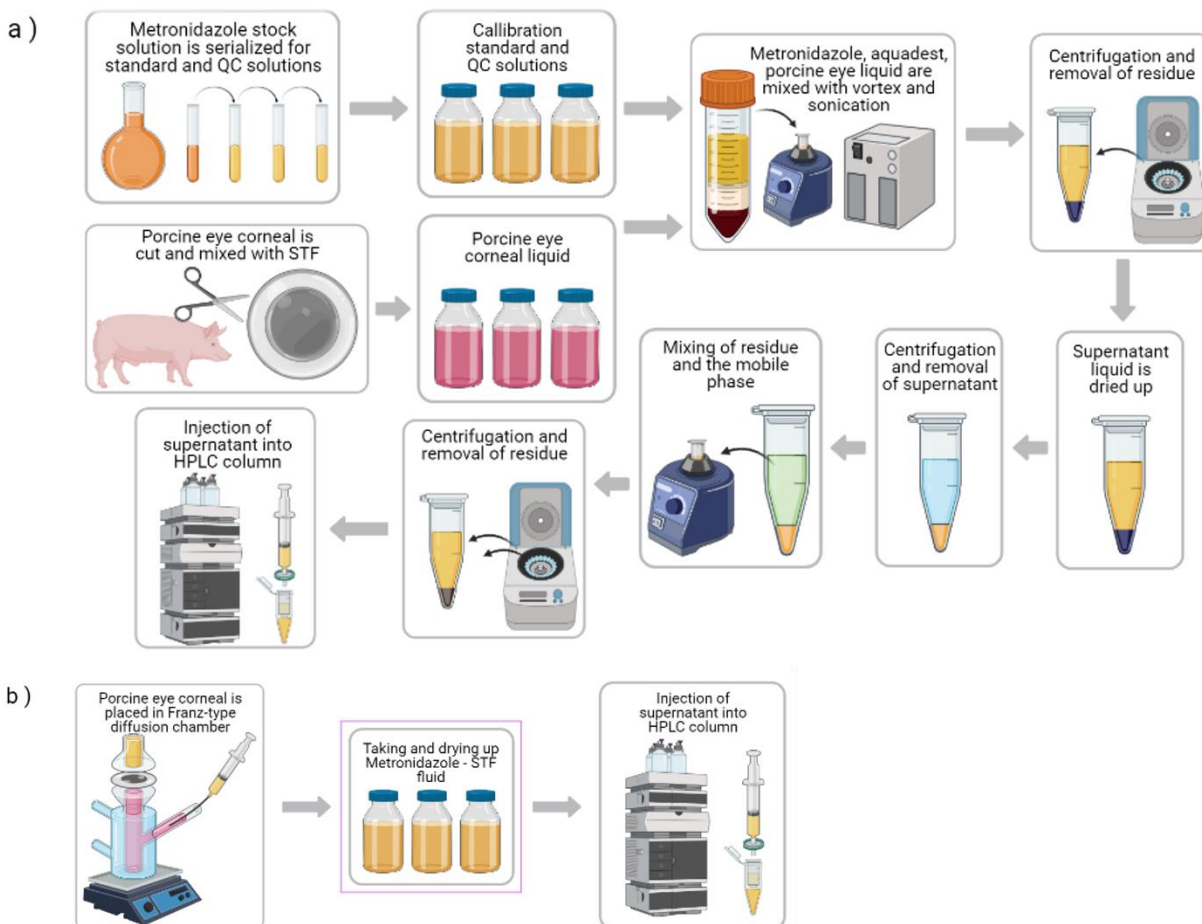 a )
Metronidazole stock
solution is serialized for
standard and QC solutions
Callibration
standard and
QC solutions
Metronidazole, aquadest,
porcine eye liquid are
mixed with vortex and
sonication
Centrifugation and
removal of residue
Porcine eye corneal is
cut and mixed with STF
Porcine eye
corneal liquid
Supernatant
liquid is
dried up
Centrifugation
and removal
of supernatant
Mixing of residue
and the mobile
phase
Centrifugation and
removal of residue
Injection of
supernatant into
HPLC column
b )
Porcine eye corneal is
placed in Franz-type
diffusion chamber
Taking and drying up
Metronidazole - STF
fluid
Injection of
supernatant into
HPLC column